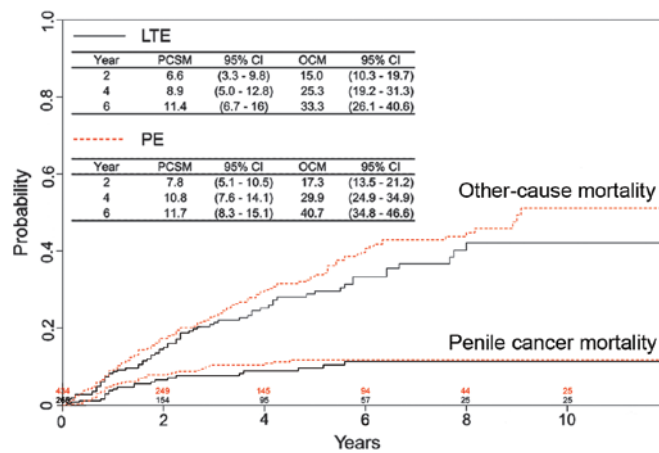 LTE
Year PCSM 95% CI OCM 95% CI
2 6.6 (3.3 - 9.8) 15.0 (10.3 - 19.7)
4 8.9 (5.0 - 12.8) 25.3 (19.2 - 31.3)
6 11.4 (6.7 - 16) 33.3 (26.1 - 40.6)
PE
Year PCSM 95% CI OCM 95% CI
2 7.8 (5.1 - 10.5) 17.3 (13.5 - 21.2)
4 10.8 (7.6 - 14.1) 29.9 (24.9 - 34.9)
6 11.7 (8.3 - 15.1) 40.7 (34.8 - 46.6)
Other-cause mortality
Penile cancer mortality
Probability
1.0
0.8
0.6
0.4
0.2
0
249 145 94 44 25
154 95 57 25 25
0 2 4 6 8 10
Years